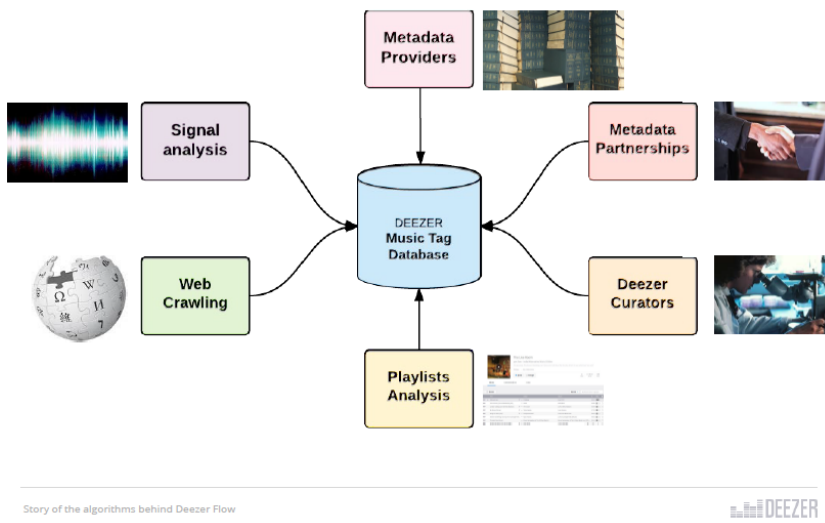 Metadata
Providers
Signal
analysis
Metadata
Partnerships
DEEZER
Music Tag
Database
Web
Crawling
Deezer
Curators
Playlists
Analysis
Story of the algorithms behind Deezer Flow
DEEZER